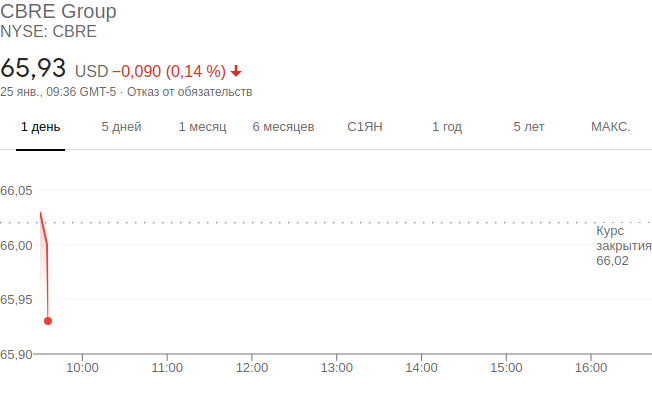 CBRE Group
NYSE: CBRE
65,93 USD −0,090 (0,14 %)
25 янв., 09:36 GMT-5 · Отказ от обязательств
1 день 5 дней 1 месяц 6 месяцев С1ЯН 1 год 5 лет МАКС.
66,05
Курс
66,00 закрытия
66,02
65,95
65,90
10:00 11:00 12:00 13:00 14:00 15:00 16:00